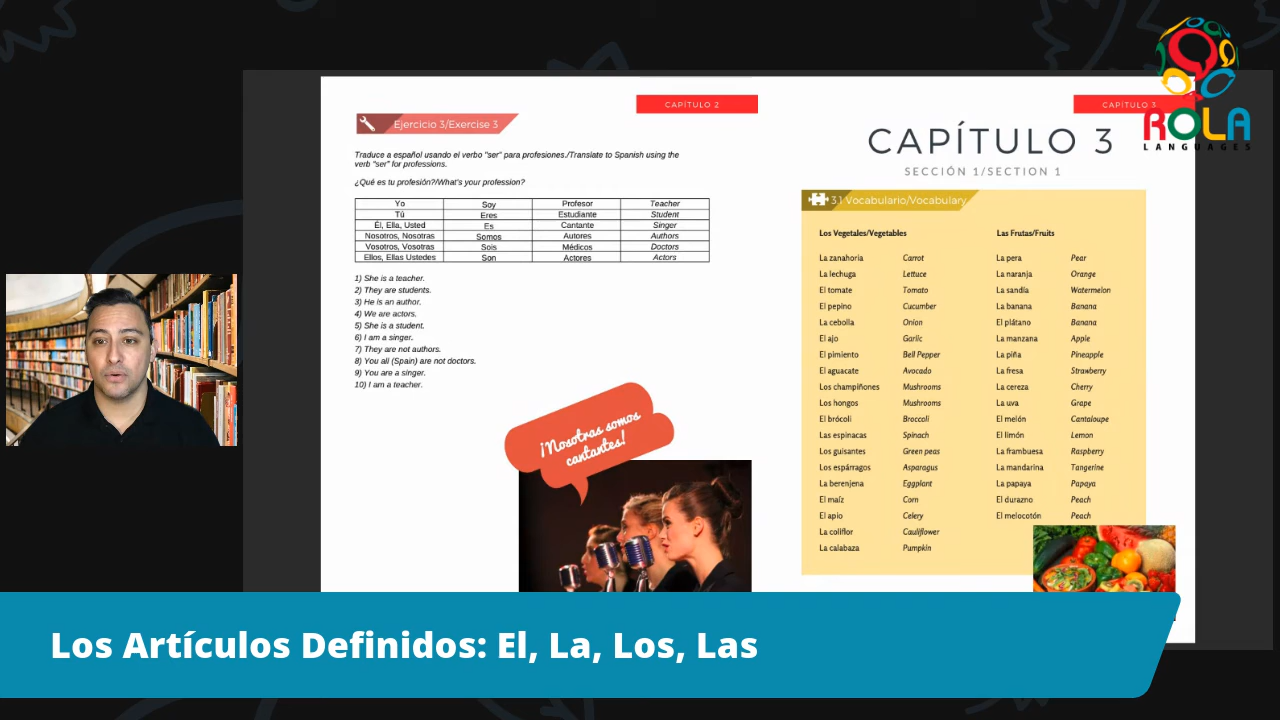 ROLA
LANGUAGES
CAPÍTULO 2
Ejercicio 3/Exercise 3
Traduce a español usando el verbo "ser" para profesiones./Translate to Spanish using the
verb "ser" for professions.
¿Qué es tu profesión?/What's your profession?
Yo Soy Profesor Teacher
Tú Eres Estudiante Student
Él, Ella, Usted Es Cantante Singer
Nosotros, Nosotras Somos Autores Authors
Vosotros, Vosotras Sois Médicos Doctors
Ellos, Ellas Ustedes Son Actores Actors
1) She is a teacher.
2) They are students.
3) He is an author.
4) We are actors.
5) She is a student.
6) I am a singer.
7) They are not authors.
8) You all (Spain) are not doctors.
9) You are a singer.
10) I am a teacher.
¡Nosotras somos
cantantes!
CAPÍTULO 3
CAPÍTULO 3
SECCIÓN 1/SECTION 1
3.1 Vocabulario/Vocabulary
Los Vegetales/Vegetables Las Frutas/Fruits
La zanahoria Carrot La pera Pear
La lechuga Lettuce La naranja Orange
El tomate Tomato La sandía Watermelon
El pepino Cucumber La banana Banana
La cebolla Onion El plátano Banana
El ajo Garlic La manzana Apple
El pimiento Bell Pepper La piña Pineapple
El aguacate Avocado La fresa Strawberry
Los champiñones Mushrooms La cereza Cherry
Los hongos Mushrooms La uva Grape
El brócoli Broccoli El melón Cantaloupe
Las espinacas Spinach El limón Lemon
Los guisantes Green peas La frambuesa Raspberry
Los espárragos Asparagus La mandarina Tangerine
La berenjena Eggplant La papaya Papaya
El maíz Corn El durazno Peach
El apio Celery El melocotón Peach
La coliflor Cauliflower
La calabaza Pumpkin
Los Artículos Definidos: El, La, Los, Las